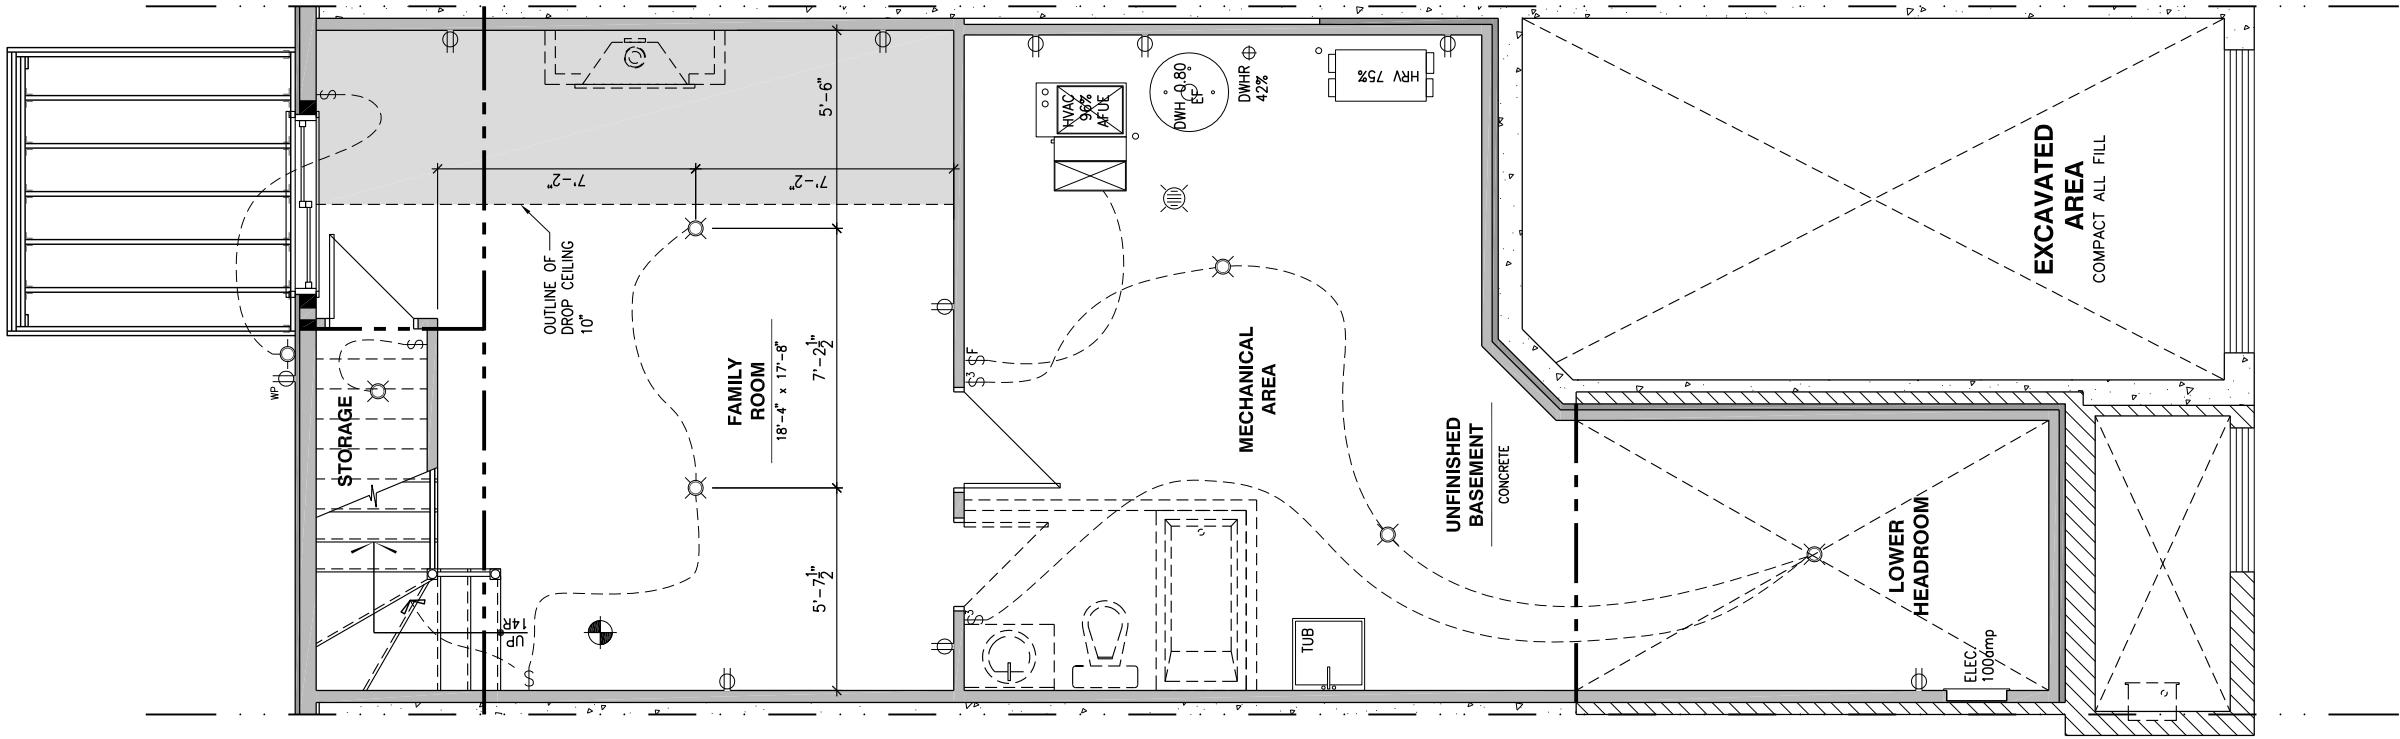 S
5'-6"
7'-2"
7'-2"
OUTLINE OF
DROP CEILING
10"
WP
S
STORAGE
FAMILY
ROOM
18'-4" x 17'-8"
7'-2 1/2"
5'-7 1/2"
UP
14R
S
HVAC
96%
AFUE
DWH 0.80
EF
DWHR
42%
HRV 75%
S F
S 3
MECHANICAL
AREA
S 3
TUB
UNFINISHED
BASEMENT
CONCRETE
LOWER
HEADROOM
ELEC.
100amp
EXCAVATED
AREA
COMPACT ALL FILL